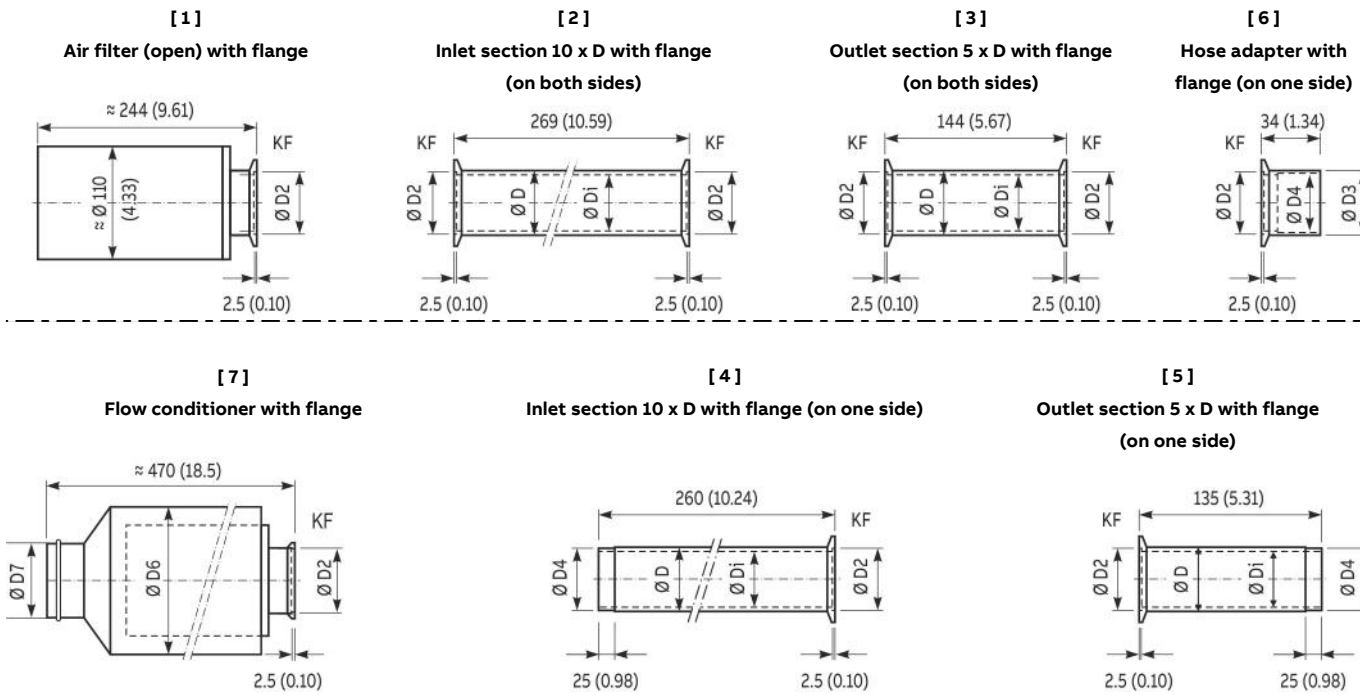 [ 1 ]
Air filter (open) with flange
≈ 244 (9.61)
KF
≈ Ø 110
(4.33)
Ø D2
2.5 (0.10)
[ 2 ]
Inlet section 10 x D with flange
(on both sides)
269 (10.59)
KF
KF
Ø D2
Ø D
Ø Di
Ø D2
2.5 (0.10)
2.5 (0.10)
[ 3 ]
Outlet section 5 x D with flange
(on both sides)
144 (5.67)
KF
KF
Ø D2
Ø D
Ø Di
Ø D2
2.5 (0.10)
2.5 (0.10)
[ 6 ]
Hose adapter with
flange (on one side)
34 (1.34)
KF
Ø D2
Ø D4
Ø D3
2.5 (0.10)
[ 7 ]
Flow conditioner with flange
≈ 470 (18.5)
KF
Ø D7
Ø D6
Ø D2
2.5 (0.10)
[ 4 ]
Inlet section 10 x D with flange (on one side)
260 (10.24)
KF
Ø D4
Ø D
Ø Di
Ø D2
25 (0.98)
2.5 (0.10)
[ 5 ]
Outlet section 5 x D with flange
(on one side)
135 (5.31)
KF
Ø D2
Ø D
Ø Di
Ø D4
2.5 (0.10)
25 (0.98)